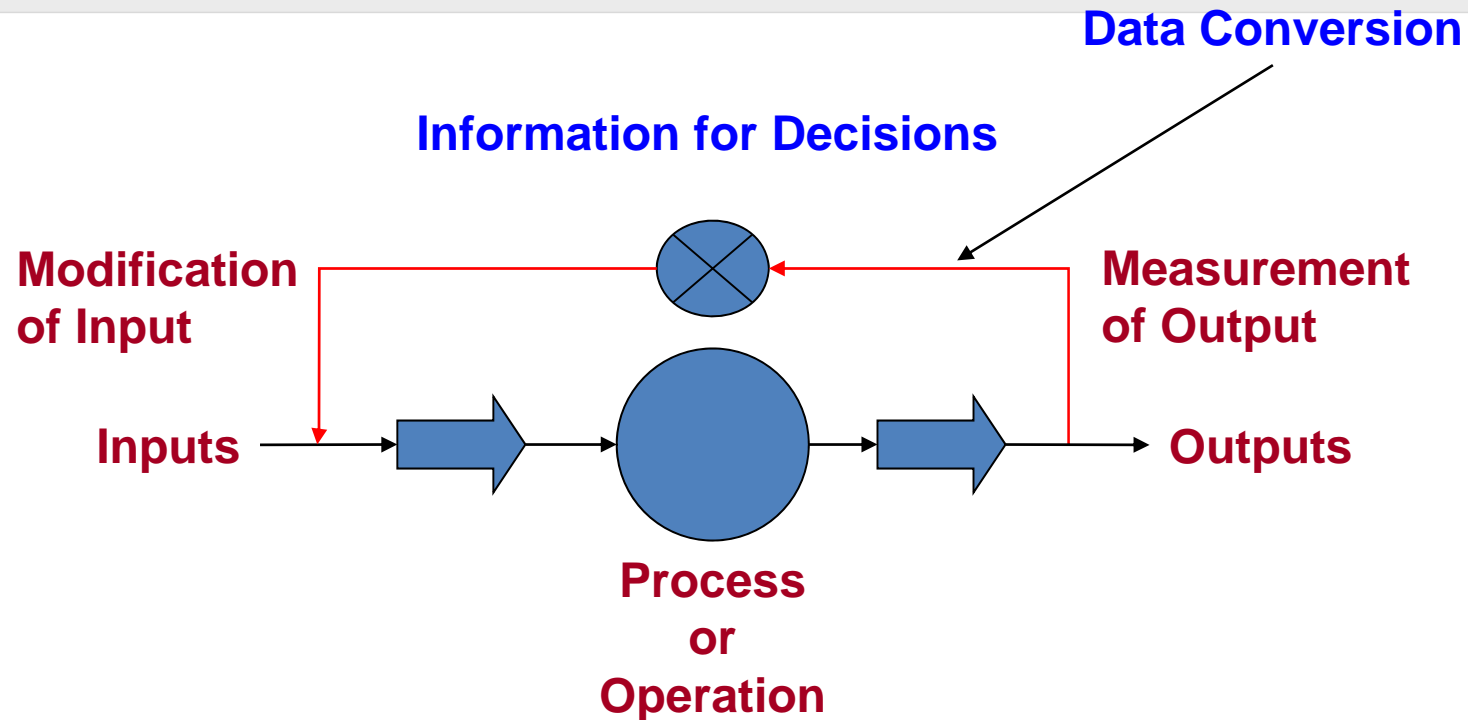 Data Conversion
Information for Decisions
Modification
of Input
Measurement
of Output
Inputs
Outputs
Process
or
Operation